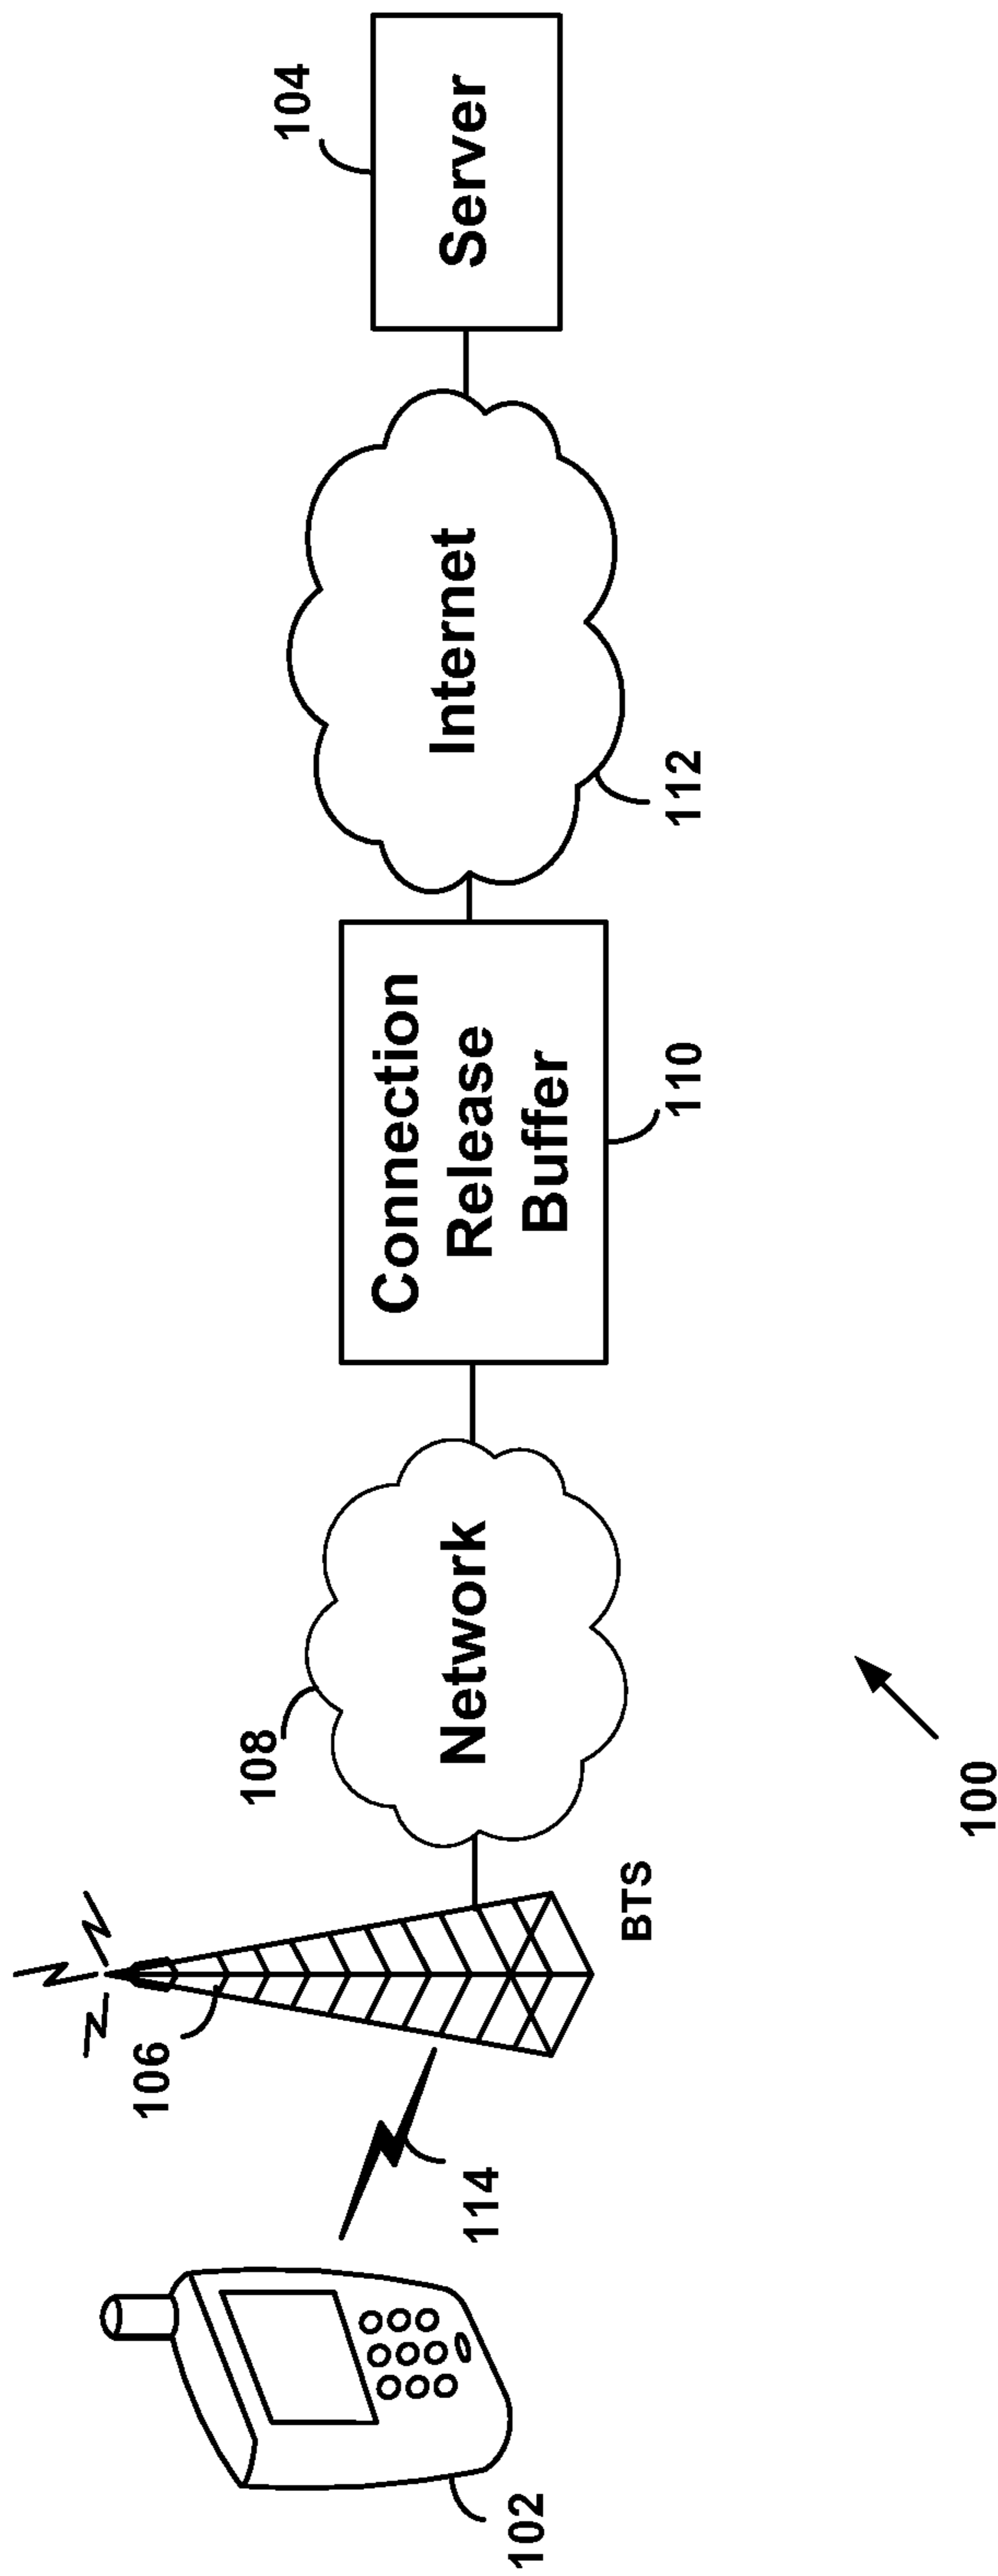 104
Server
Internet
112
Connection
Release
Buffer
110
108
Network
100
106
BTS
114
102